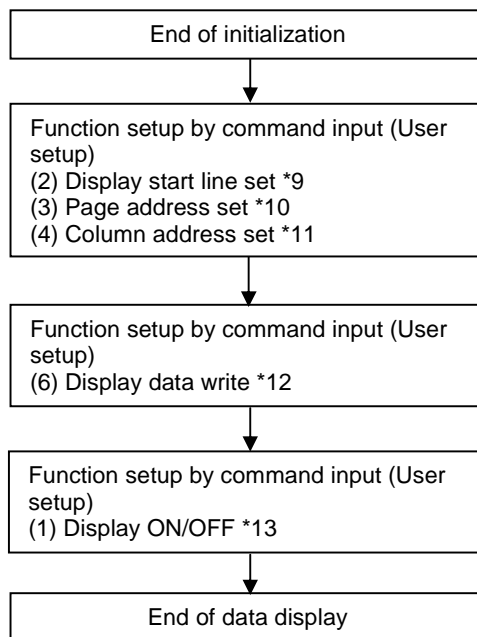 End of initialization
Function setup by command input (User
setup)
(2) Display start line set *9
(3) Page address set *10
(4) Column address set *11
Function setup by command input (User
setup)
(6) Display data write *12
Function setup by command input (User
setup)
(1) Display ON/OFF *13
End of data display